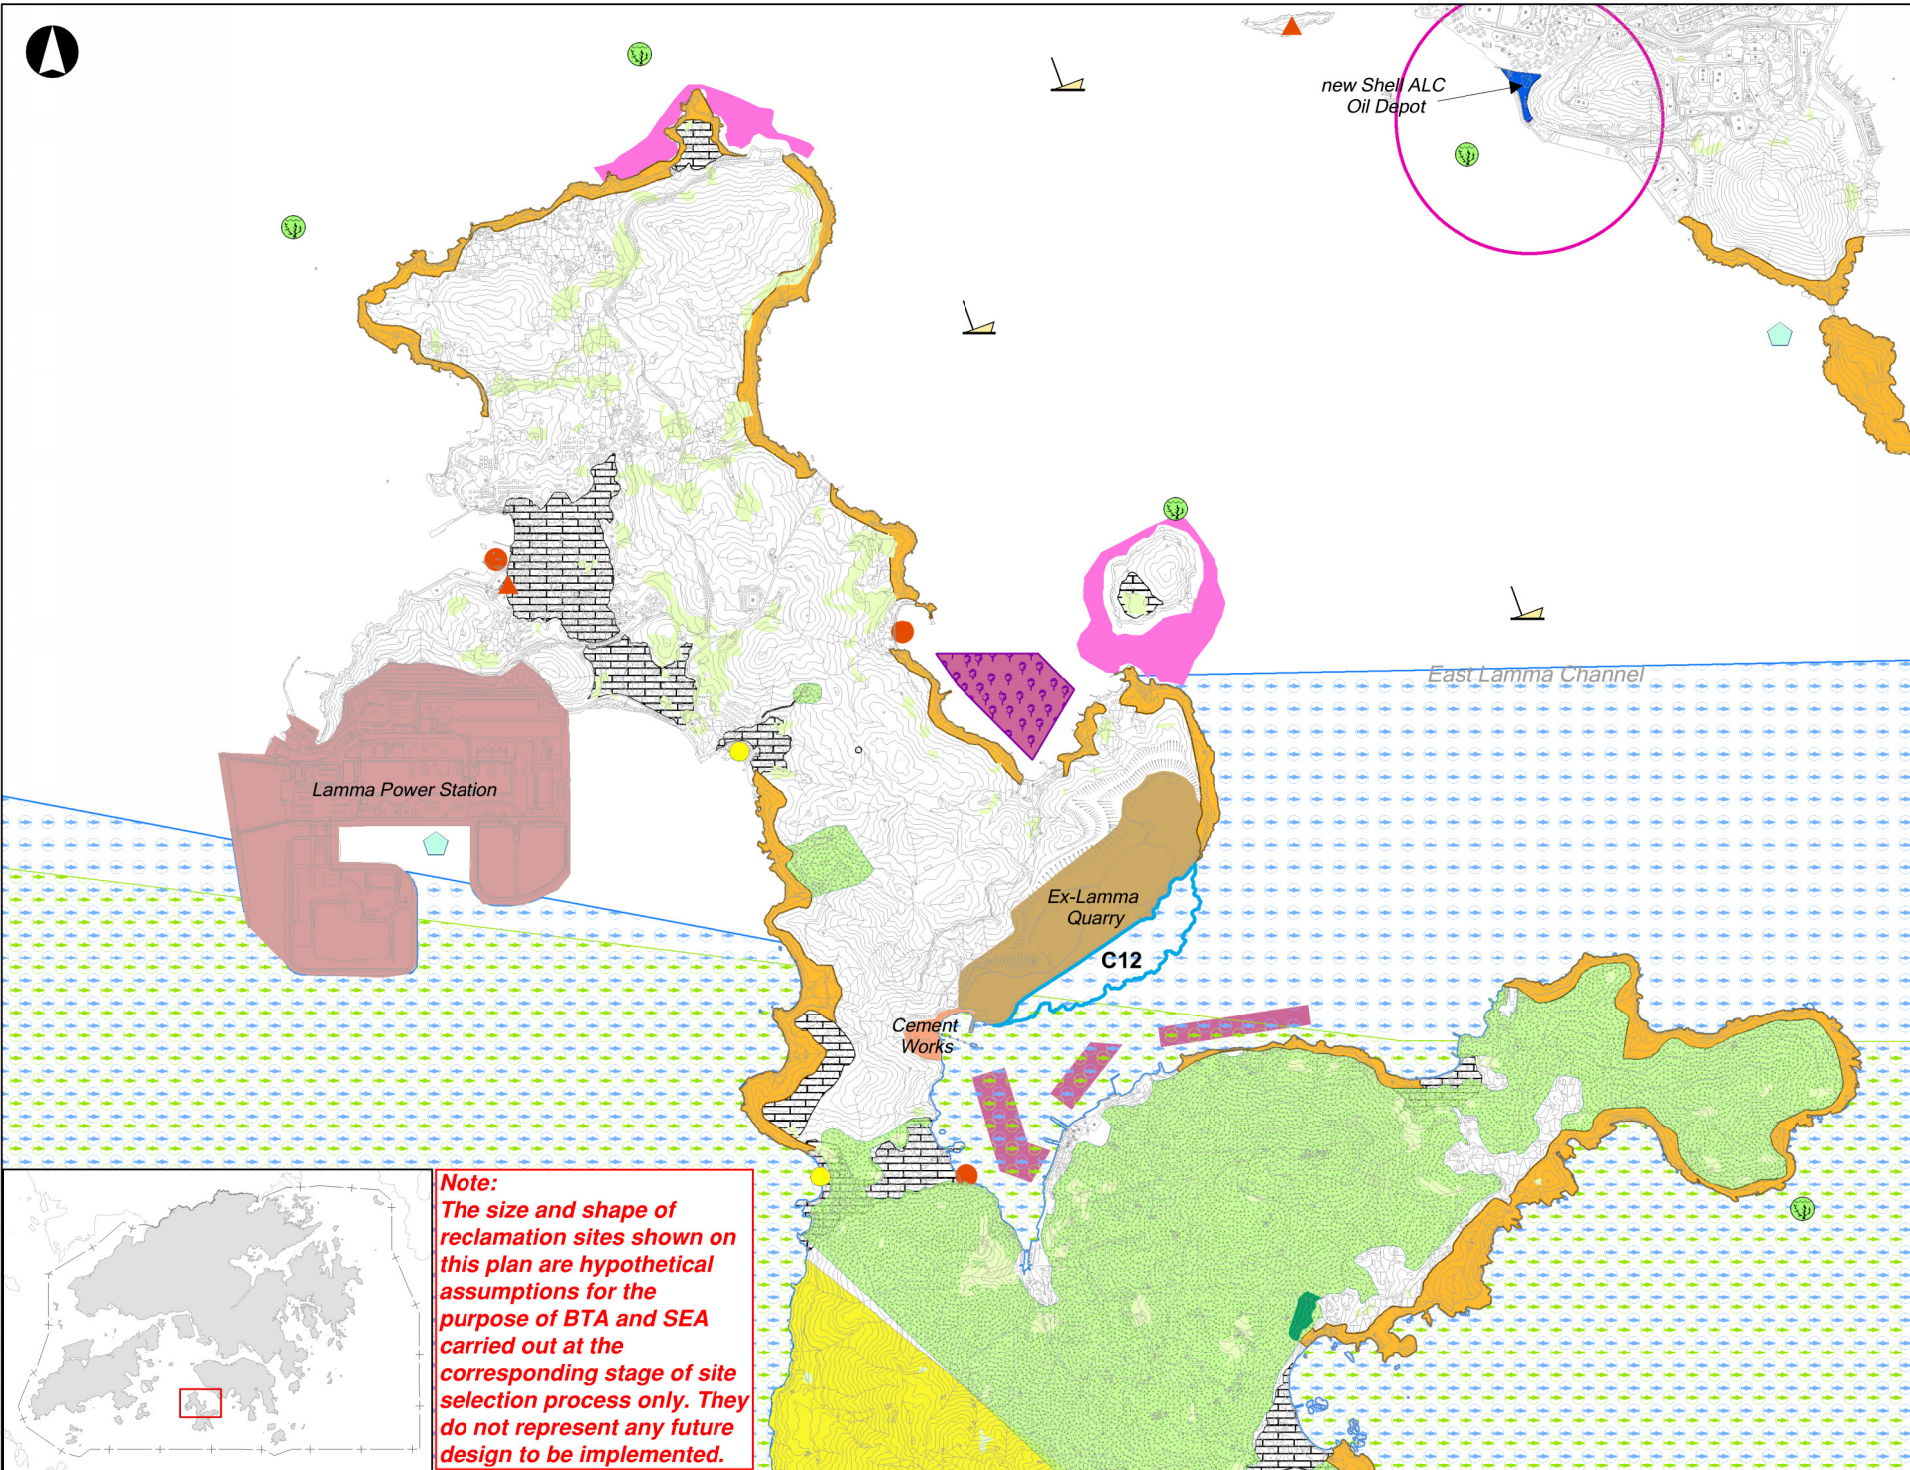 new Shell ALC
Oil Depot
East Lamma Channel
Lamma Power Station
Ex-Lamma
Quarry
C12
Cement
Works
Note:
The size and shape of
reclamation sites shown on
this plan are hypothetical
assumptions for the
purpose of BTA and SEA
carried out at the
corresponding stage of site
selection process only. They
do not represent any future
design to be implemented.